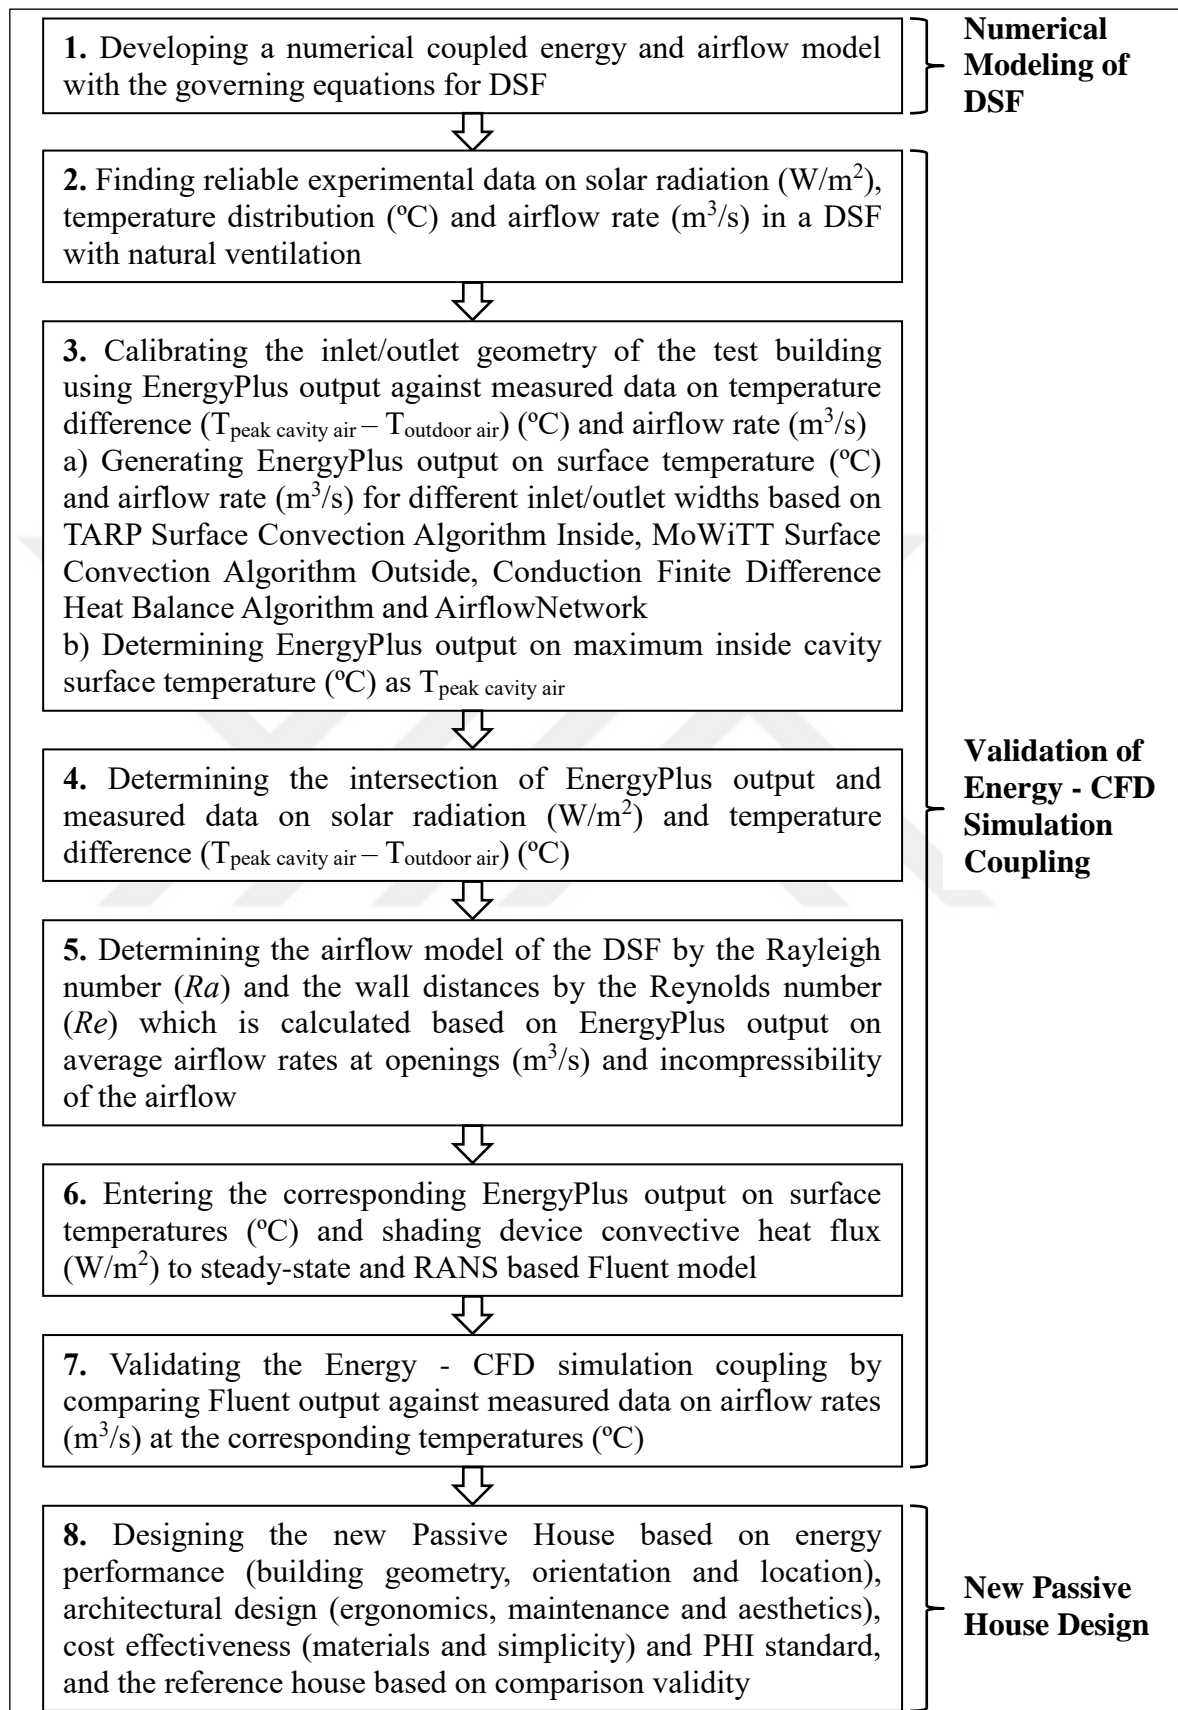 1. Developing a numerical coupled energy and airflow model
with the governing equations for DSF
Numerical
Modeling of
DSF
2. Finding reliable experimental data on solar radiation (W/m²),
temperature distribution (ºC) and airflow rate (m³/s) in a DSF
with natural ventilation
3. Calibrating the inlet/outlet geometry of the test building
using EnergyPlus output against measured data on temperature
difference (Tpeak cavity air – Toutdoor air) (ºC) and airflow rate (m³/s)
a) Generating EnergyPlus output on surface temperature (ºC)
and airflow rate (m³/s) for different inlet/outlet widths based on
TARP Surface Convection Algorithm Inside, MoWiTT Surface
Convection Algorithm Outside, Conduction Finite Difference
Heat Balance Algorithm and AirflowNetwork
b) Determining EnergyPlus output on maximum inside cavity
surface temperature (ºC) as Tpeak cavity air
4. Determining the intersection of EnergyPlus output and
measured data on solar radiation (W/m²) and temperature
difference (Tpeak cavity air – Toutdoor air) (ºC)
5. Determining the airflow model of the DSF by the Rayleigh
number (Ra) and the wall distances by the Reynolds number
(Re) which is calculated based on EnergyPlus output on
average airflow rates at openings (m³/s) and incompressibility
of the airflow
6. Entering the corresponding EnergyPlus output on surface
temperatures (ºC) and shading device convective heat flux
(W/m²) to steady-state and RANS based Fluent model
7. Validating the Energy - CFD simulation coupling by
comparing Fluent output against measured data on airflow rates
(m³/s) at the corresponding temperatures (ºC)
Validation of
Energy - CFD
Simulation
Coupling
8. Designing the new Passive House based on energy
performance (building geometry, orientation and location),
architectural design (ergonomics, maintenance and aesthetics),
cost effectiveness (materials and simplicity) and PHI standard,
and the reference house based on comparison validity
New Passive
House Design